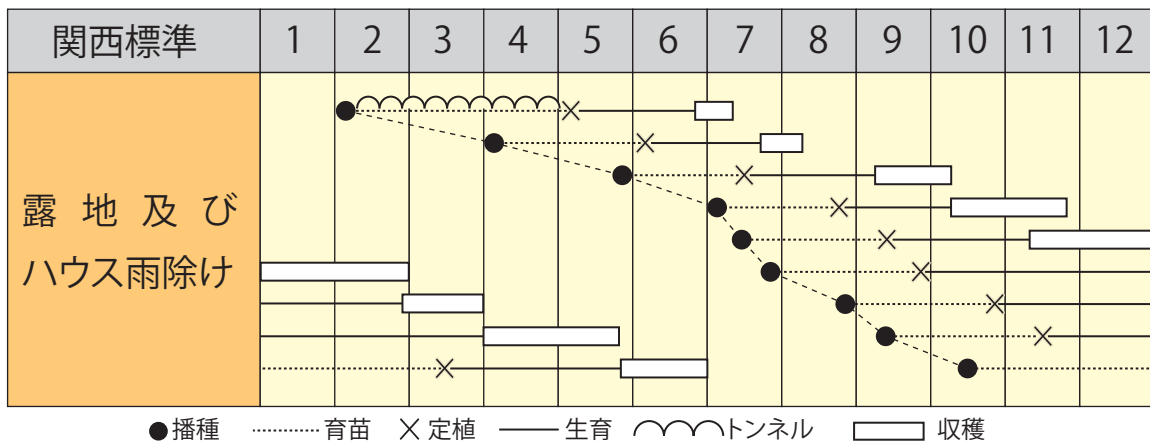 関西標準 1 2 3 4 5 6 7 8 9 10 11 12
露地及び
ハウス雨除け
播種 育苗 定植 生育 トンネル 収穫